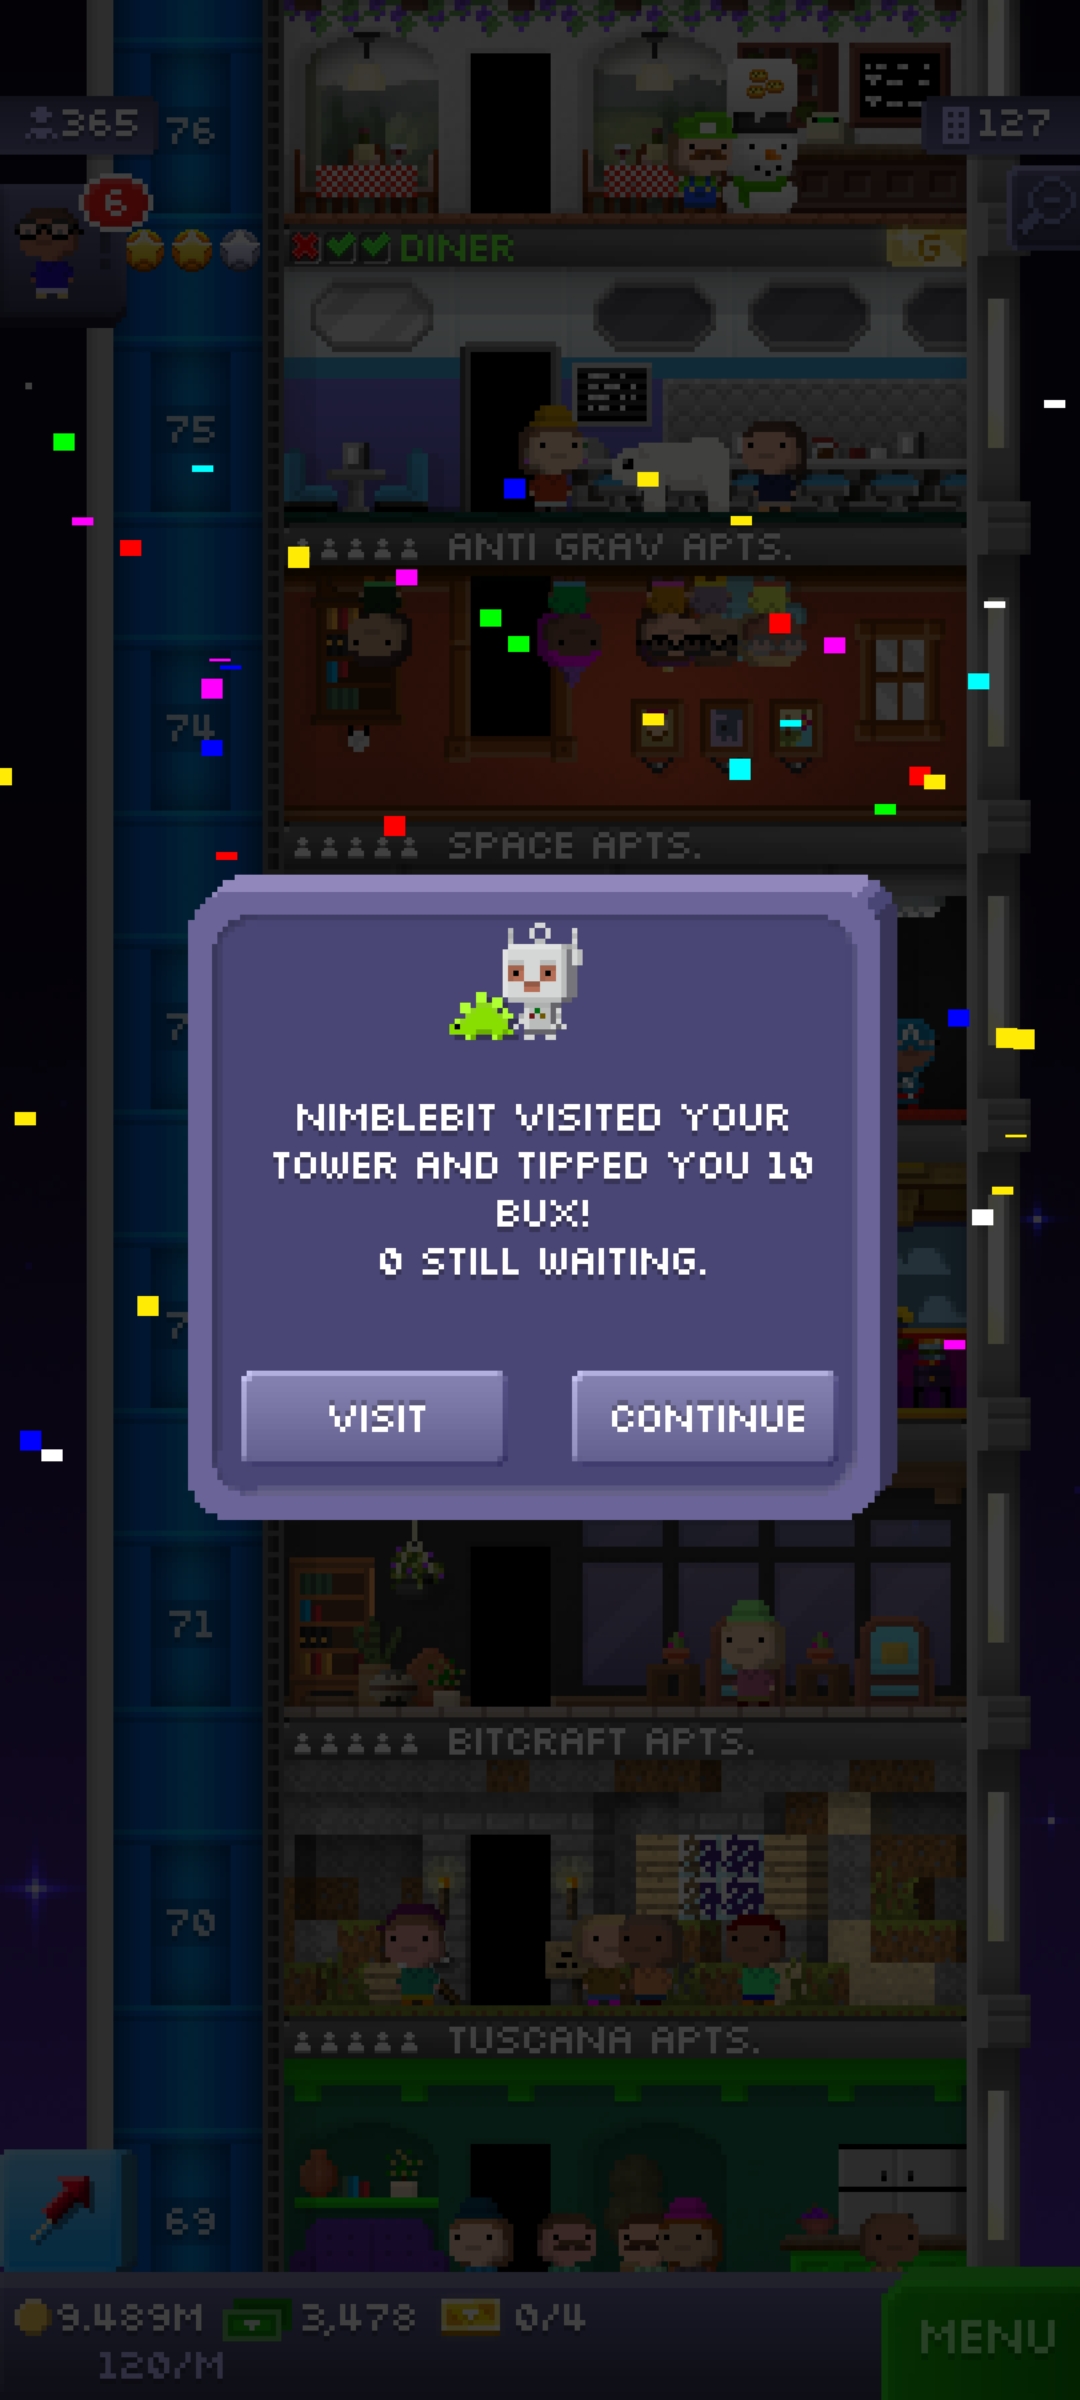 365
76
127
6
DINER
G
75
ANTI GRAV APTS.
74
SPACE APTS.
NIMBLEBIT VISITED YOUR
TOWER AND TIPPED YOU 10
BUX!
0 STILL WAITING.
VISIT
CONTINUE
71
BITCRAFT APTS.
70
TUSCANA APTS.
69
9.489M
3,478
0/4
MENU
120/M